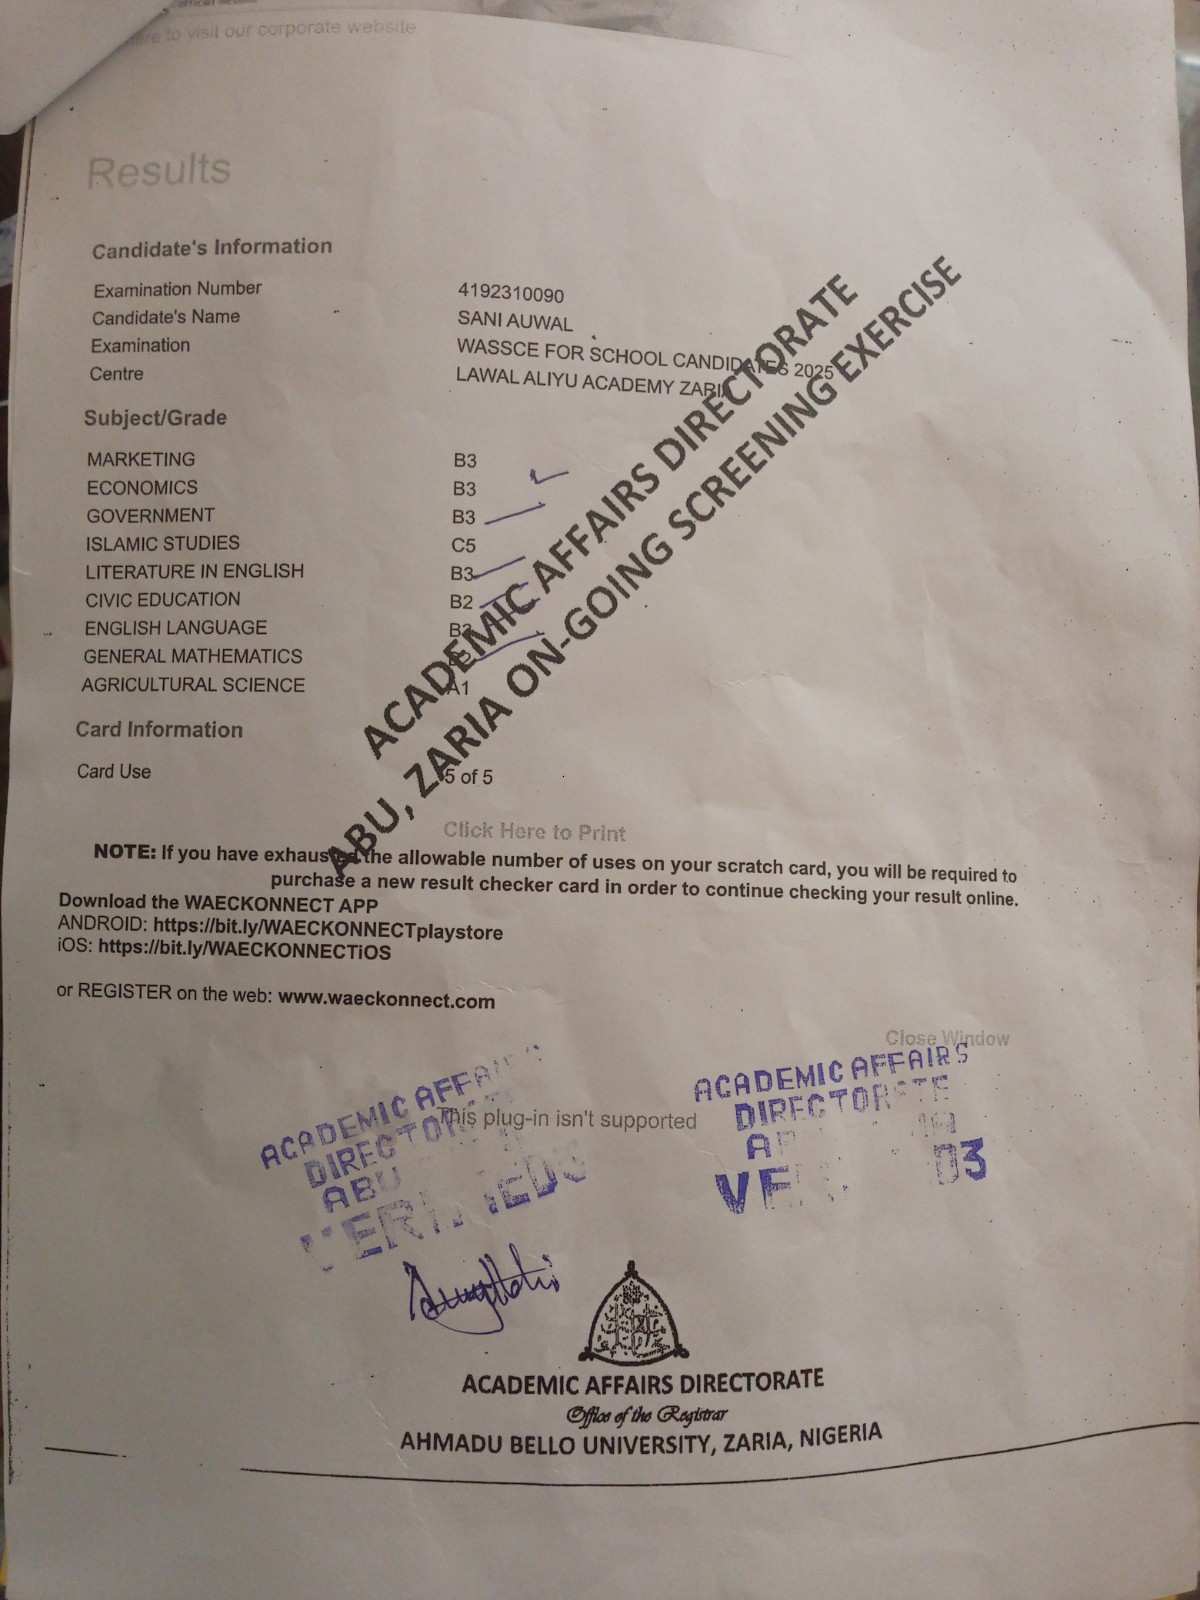 here to visit our corporate website
Results
Candidate's Information
Examination Number 4192310090
Candidate's Name SANI AUWAL
Examination WASSCE FOR SCHOOL CANDIDATES 2025
Centre LAWAL ALIYU ACADEMY ZARIA
Subject/Grade
MARKETING B3
ECONOMICS B3
GOVERNMENT B3
ISLAMIC STUDIES C5
LITERATURE IN ENGLISH B3
CIVIC EDUCATION B2
ENGLISH LANGUAGE B3
GENERAL MATHEMATICS
AGRICULTURAL SCIENCE A1
Card Information
Card Use 5 of 5
ACADEMIC AFFAIRS DIRECTORATE
ABU, ZARIA ON-GOING SCREENING EXERCISE
Click Here to Print
NOTE: If you have exhausted the allowable number of uses on your scratch card, you will be required to
purchase a new result checker card in order to continue checking your result online.
Download the WAECKONNECT APP
ANDROID: https://bit.ly/WAECKONNECTplaystore
iOS: https://bit.ly/WAECKONNECTiOS
or REGISTER on the web: www.waeckonnect.com
Close Window
This plug-in isn't supported
ACADEMIC AFFAIRS
DIRECTORATE
ABU
ACADEMIC AFFAIRS
DIRECTORATE
ACADEMIC AFFAIRS DIRECTORATE
Office of the Registrar
AHMADU BELLO UNIVERSITY, ZARIA, NIGERIA